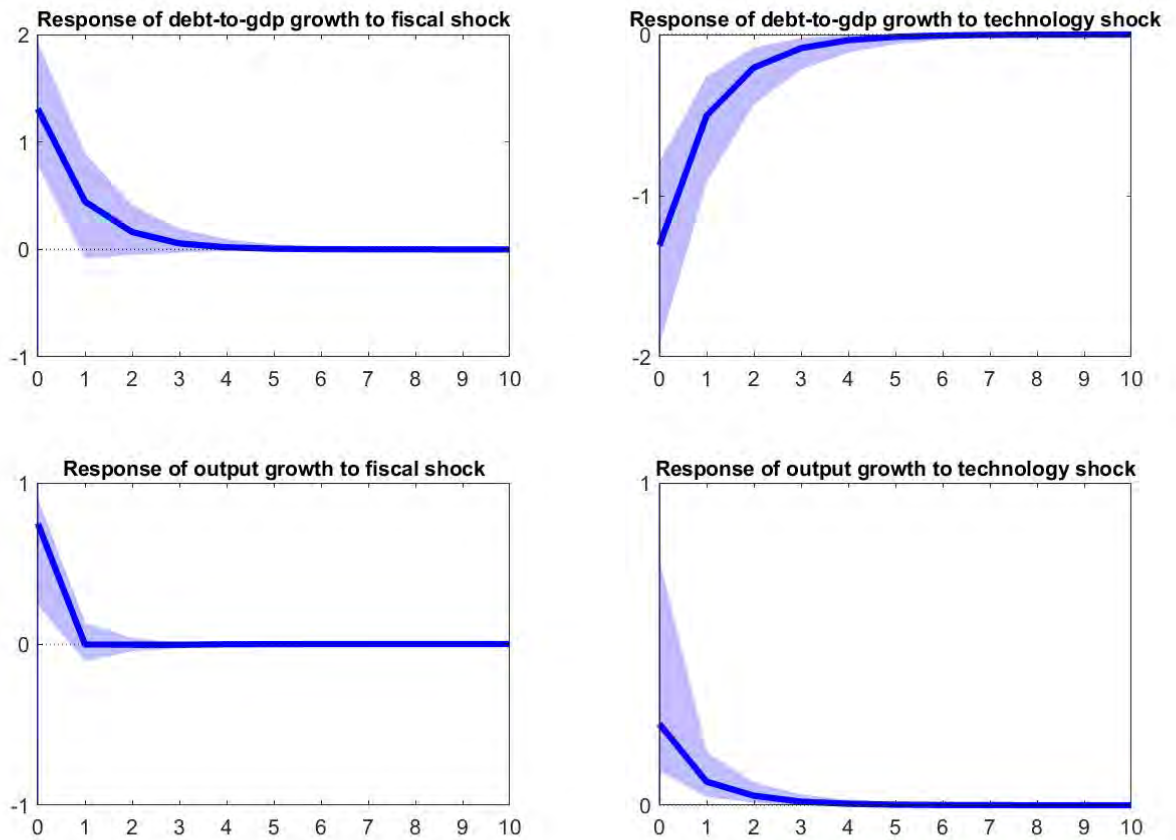 Response of debt-to-gdp growth to fiscal shock
2
1
0
-1
0 1 2 3 4 5 6 7 8 9 10
Response of debt-to-gdp growth to technology shock
0
-1
-2
0 1 2 3 4 5 6 7 8 9 10
Response of output growth to fiscal shock
1
0
-1
0 1 2 3 4 5 6 7 8 9 10
Response of output growth to technology shock
1
0
0 1 2 3 4 5 6 7 8 9 10